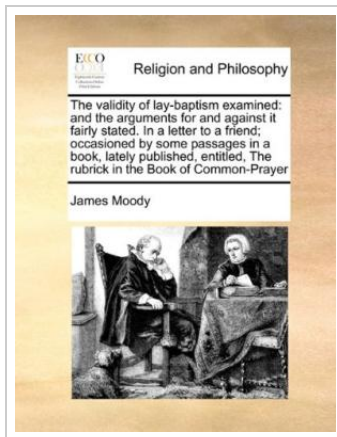 ECCO
Religion and Philosophy
The validity of lay-baptism examined:
and the arguments for and against it
fairly stated. In a letter to a friend;
occasioned by some passages in a
book, lately published, entitled, The
rubrick in the Book of Common-Prayer
James Moody